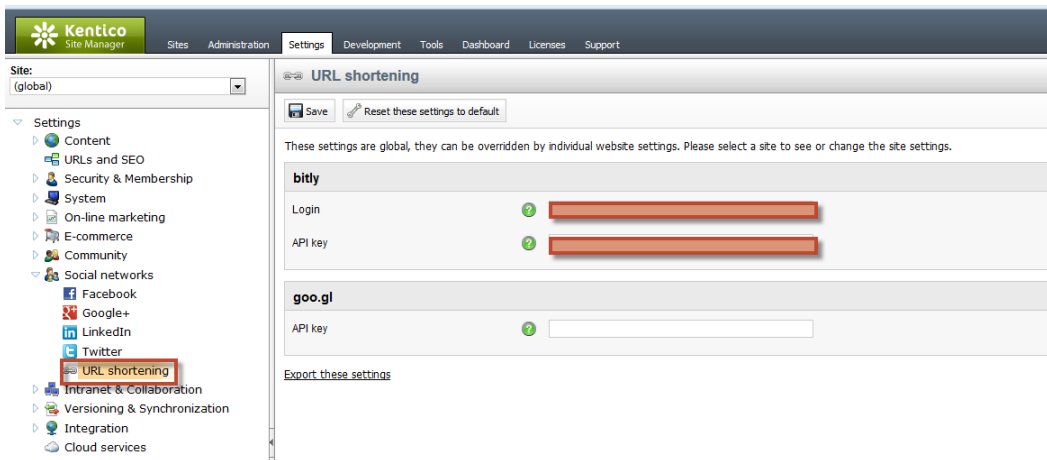 Kentico
Site Manager
Sites Administration Settings Development Tools Dashboard Licenses Support
Site:
(global)
Settings
Content
URLs and SEO
Security & Membership
System
On-line marketing
E-commerce
Community
Social networks
Facebook
Google+
LinkedIn
Twitter
URL shortening
Intranet & Collaboration
Versioning & Synchronization
Integration
Cloud services
URL shortening
Save Reset these settings to default
These settings are global, they can be overridden by individual website settings. Please select a site to see or change the site settings.
bitly
Login
API key
goo.gl
API key
Export these settings